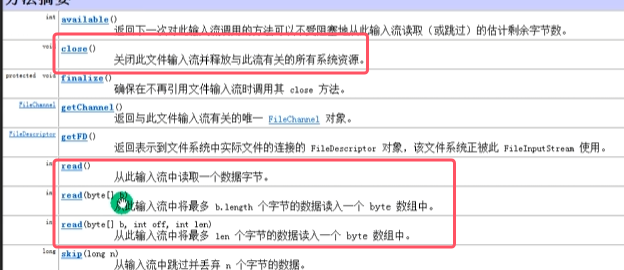 方法摘要
int available()
返回下一次对此输入流调用的方法可以不受阻塞地从此输入流读取（或跳过）的估计剩余字节数。
void close()
关闭此文件输入流并释放与此流有关的所有系统资源。
protected void finalize()
确保在不再引用文件输入流时调用其 close 方法。
FileChannel getChannel()
返回与此文件输入流有关的唯一 FileChannel 对象。
FileDescriptor getFD()
返回表示到文件系统中实际文件的连接的 FileDescriptor 对象，该文件系统正被此 FileInputStream 使用。
int read()
从此输入流中读取一个数据字节。
int read(byte[] b)
此输入流中将最多 b.length 个字节的数据读入一个 byte 数组中。
int read(byte[] b, int off, int len)
从此输入流中将最多 len 个字节的数据读入一个 byte 数组中。
long skip(long n)
从输入流中跳过并丢弃 n 个字节的数据。